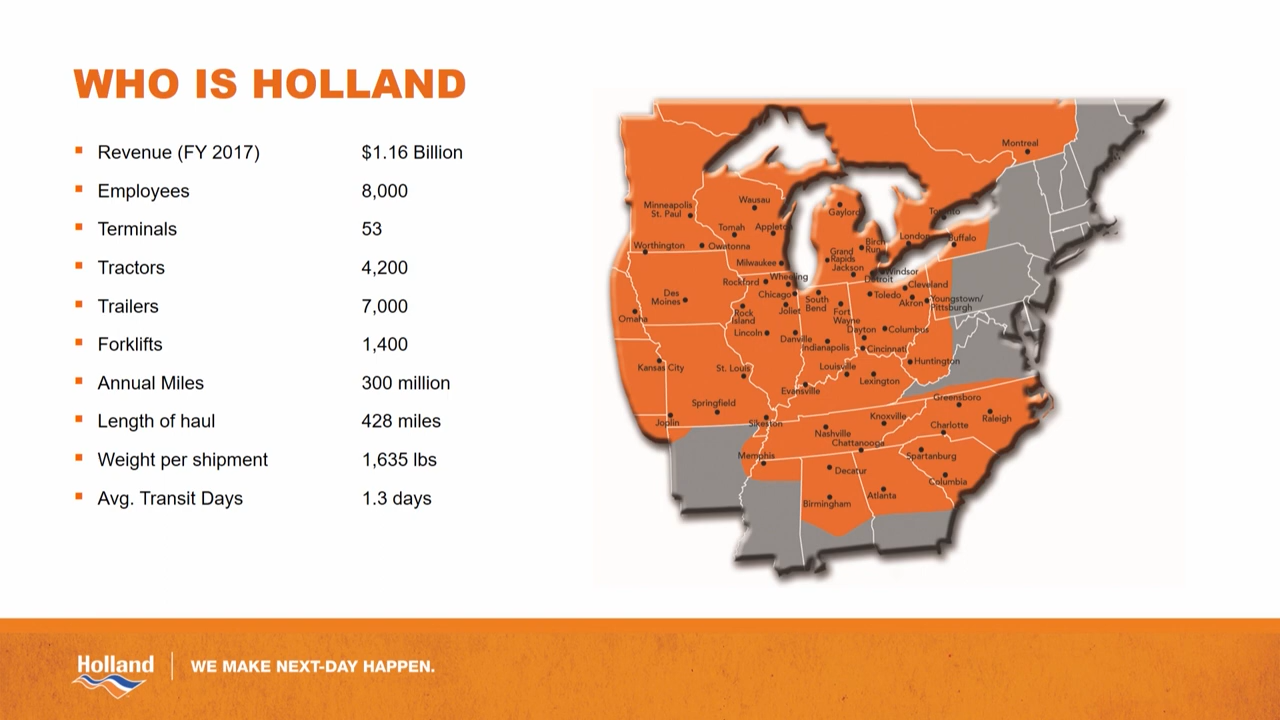 WHO IS HOLLAND
Revenue (FY 2017) $1.16 Billion
Employees 8,000
Terminals 53
Tractors 4,200
Trailers 7,000
Forklifts 1,400
Annual Miles 300 million
Length of haul 428 miles
Weight per shipment 1,635 lbs
Avg. Transit Days 1.3 days
Montreal
Minneapolis
St. Paul
Wausau
Gaylord
Toronto
Tomah
Appleton
London
Buffalo
Worthington
Owatonna
Birch
Run
Grand
Rapids
Milwaukee
Jackson
Windsor
Detroit
Rockford
Wheeling
Cleveland
Des
Moines
Chicago
South
Bend
Toledo
Akron
Youngstown/
Pittsburgh
Omaha
Rock
Island
Joliet
Fort
Wayne
Lincoln
Danville
Dayton
Columbus
Indianapolis
Cincinnati
Kansas City
St. Louis
Louisville
Huntington
Evansville
Lexington
Springfield
Greensboro
Joplin
Sikeston
Knoxville
Raleigh
Nashville
Charlotte
Chattanooga
Memphis
Spartanburg
Decatur
Columbia
Birmingham
Atlanta
Holland
WE MAKE NEXT-DAY HAPPEN.